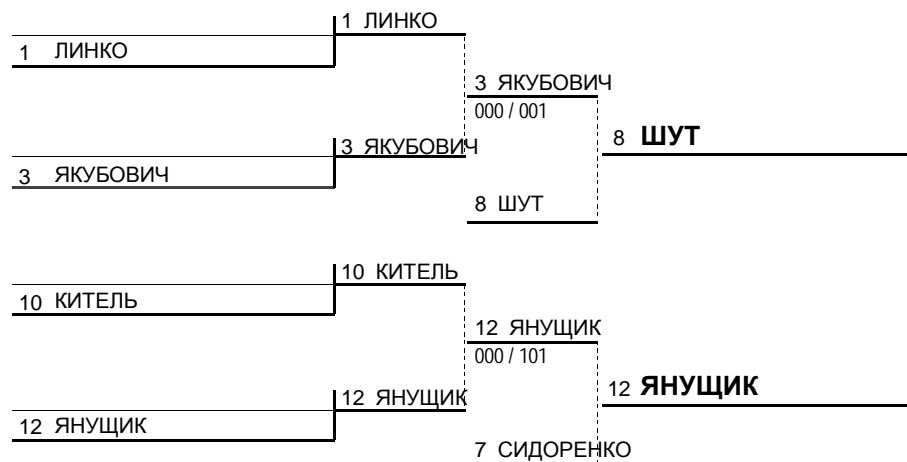 1 ЛИНКО
1 ЛИНКО
3 ЯКУБОВИЧ
000 / 001
8 ШУТ
3 ЯКУБОВИЧ
3 ЯКУБОВИЧ
8 ШУТ
10 КИТЕЛЬ
10 КИТЕЛЬ
12 ЯНУЩИК
000 / 101
12 ЯНУЩИК
12 ЯНУЩИК
12 ЯНУЩИК
7 СИДОРЕНКО